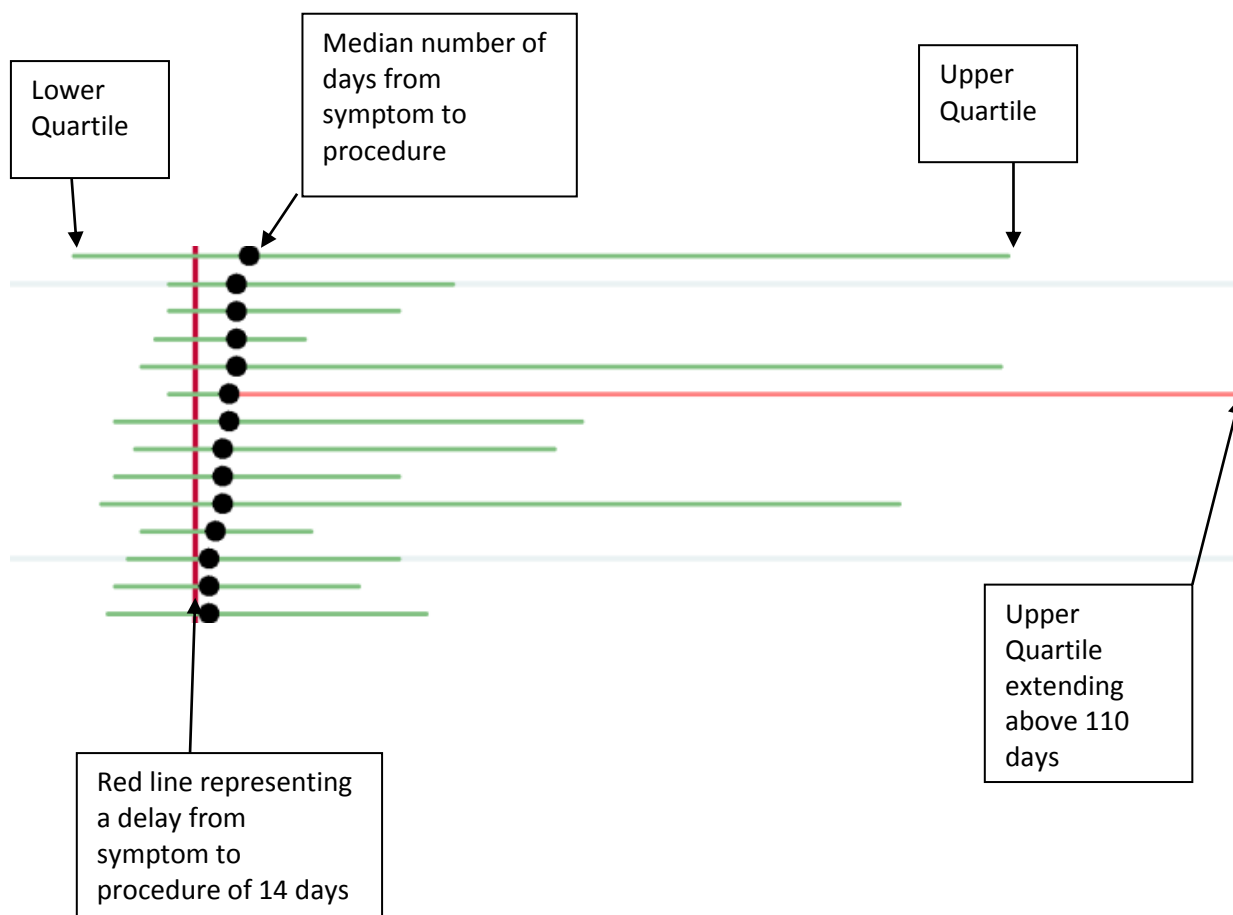 Median number of
days from
symptom to
procedure
Lower
Quartile
Upper
Quartile
Upper
Quartile
extending
above 110
days
Red line representing
a delay from
symptom to
procedure of 14 days